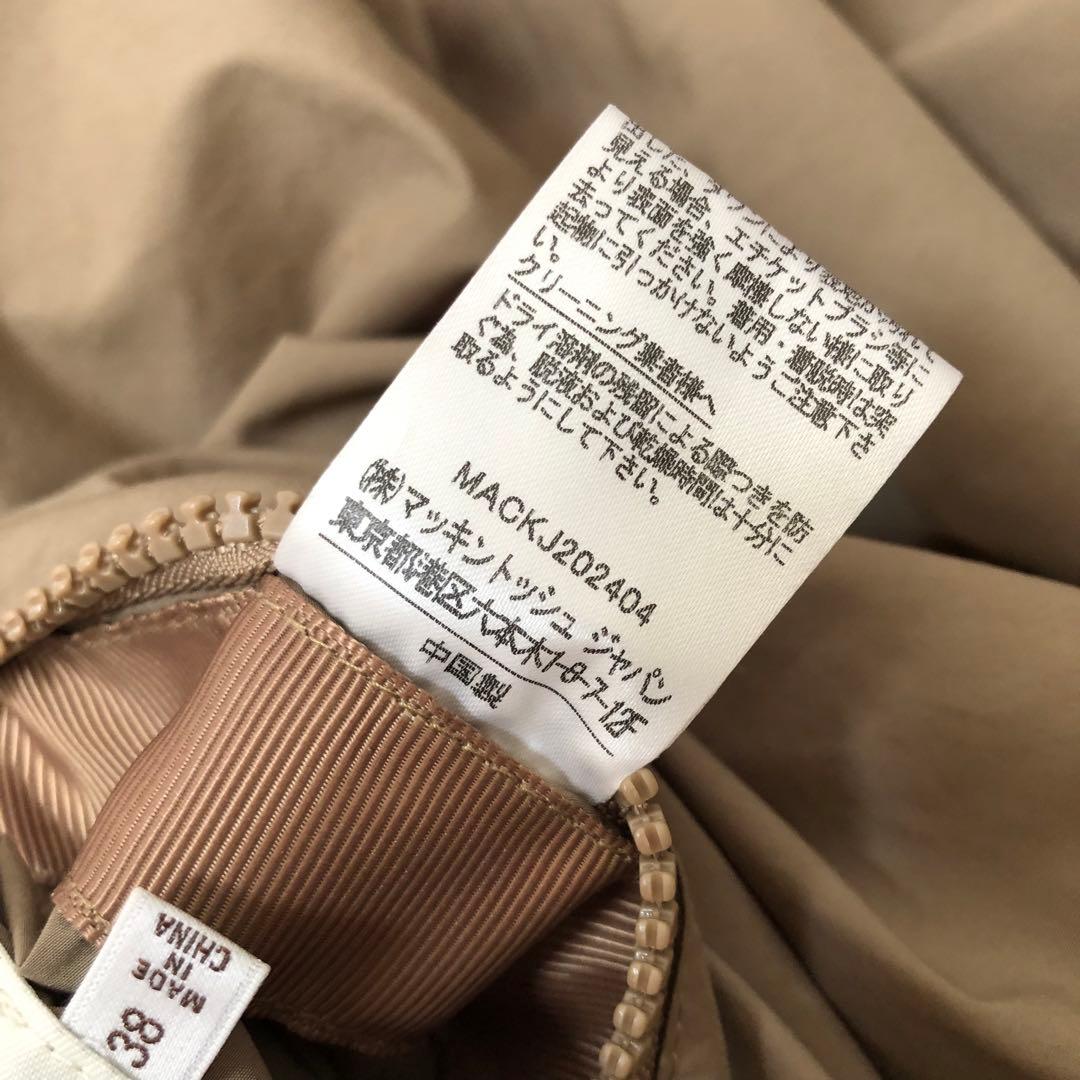 見える場合、エチケットブラシ等に
より表面を強く摩擦しない様に取り
去ってください。着用・着脱時は突
起物に引っかけないようご注意下さ
い。
クリーニング業者様へ
ドライ溶剤の残留による際つきを防
ぐ為、脱液および乾燥時間は十分に
取るようにして下さい。
MACKJ202404
(株)マッキントッシュ ジャパン
東京都港区六本木1-8-7-12F
中国製
38
MADE
IN
CHINA